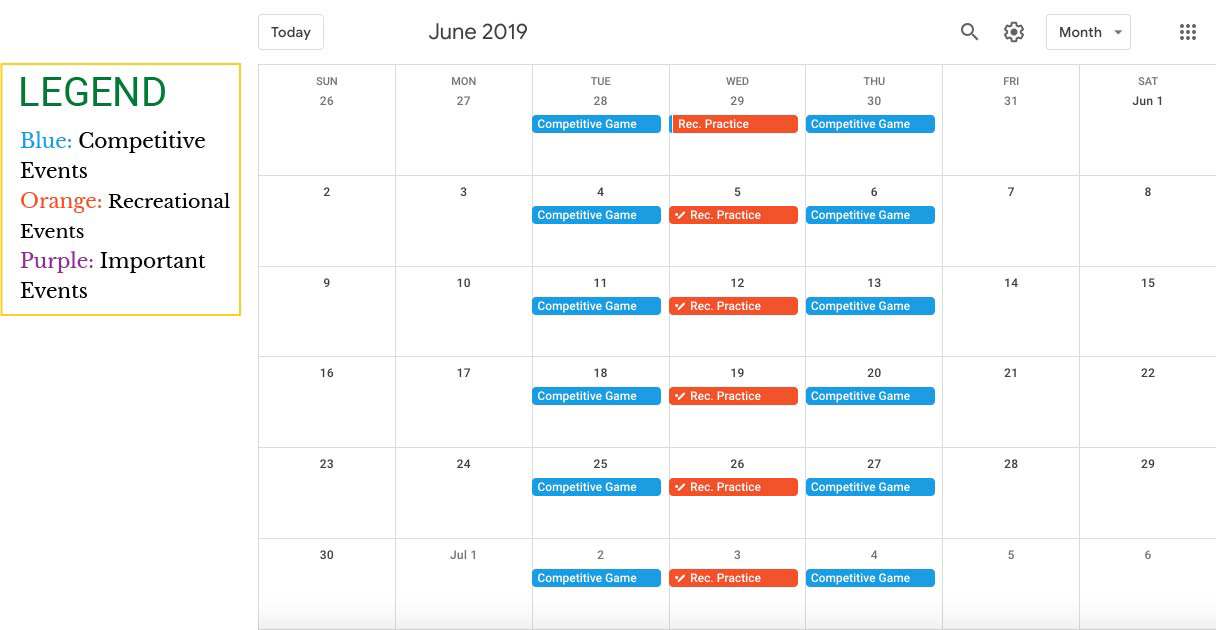 Today
June 2019
Month
LEGEND
Blue: Competitive
Events
Orange: Recreational
Events
Purple: Important
Events
SUN MON TUE WED THU FRI SAT
26 27 28 29 30 31 Jun 1
Competitive Game Rec. Practice Competitive Game
2 3 4 5 6 7 8
Competitive Game Rec. Practice Competitive Game
9 10 11 12 13 14 15
Competitive Game Rec. Practice Competitive Game
16 17 18 19 20 21 22
Competitive Game Rec. Practice Competitive Game
23 24 25 26 27 28 29
Competitive Game Rec. Practice Competitive Game
30 Jul 1 2 3 4 5 6
Competitive Game Rec. Practice Competitive Game